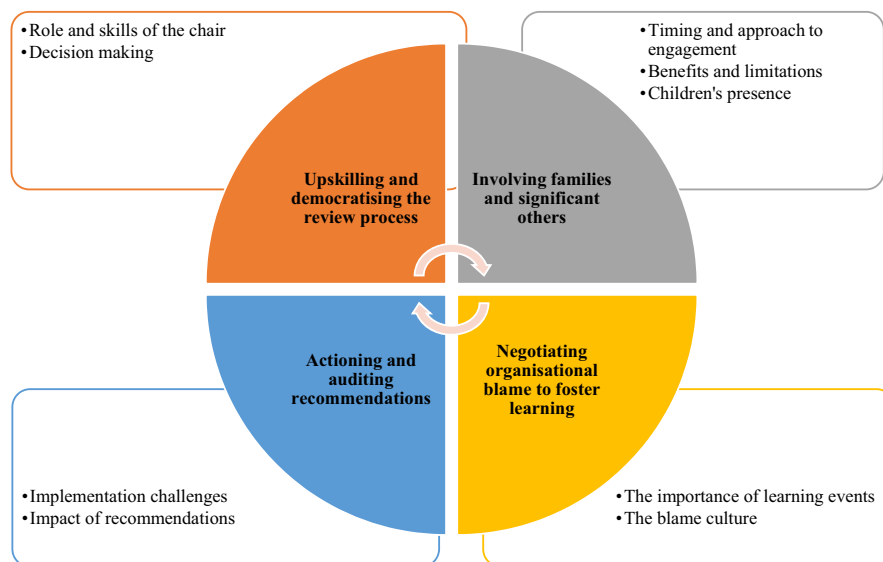 •Role and skills of the chair
•Decision making
•Timing and approach to
engagement
•Benefits and limitations
•Children's presence
Upskilling and
democratising the
review process
Involving families
and significant
others
Actioning and
auditing
recommendations
Negotiating
organisational
blame to foster
learning
•Implementation challenges
•Impact of recommendations
•The importance of learning events
•The blame culture